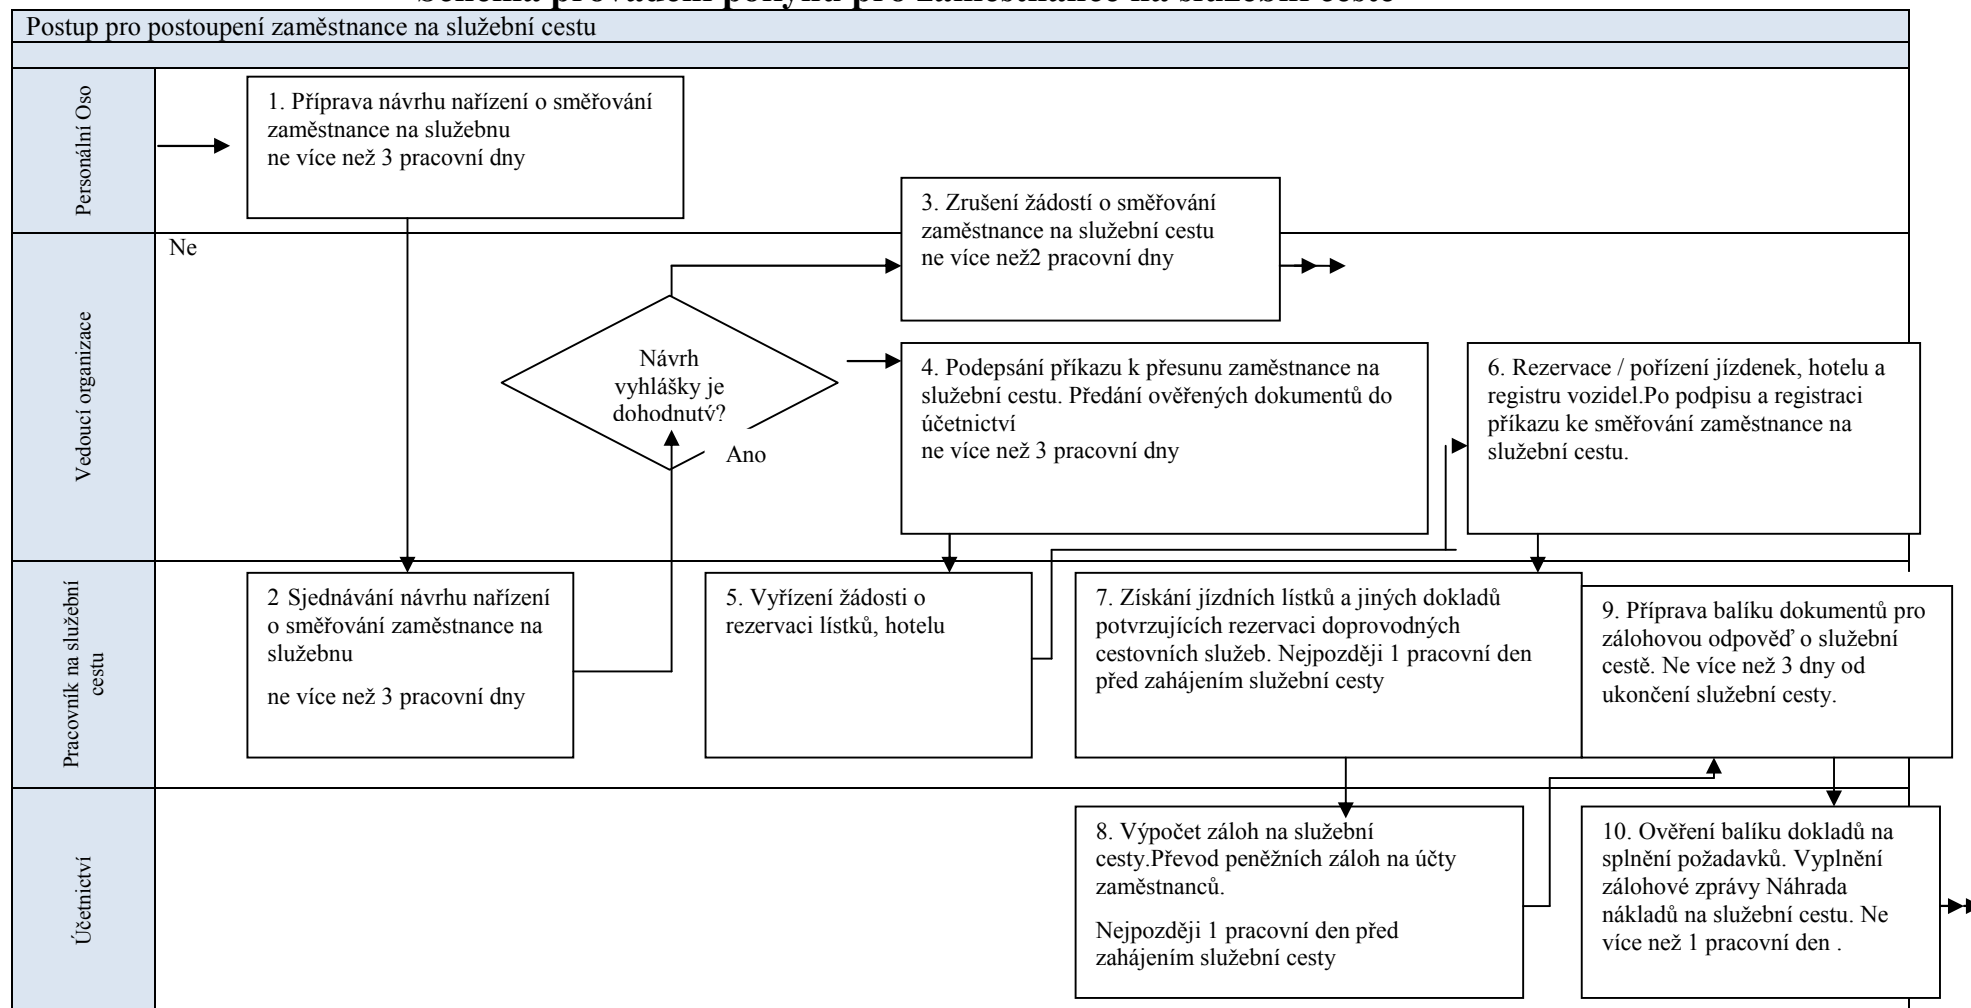 Schéma provádění pokynu pro zaměstnance na služební cestě
Postup pro postoupení zaměstnance na služební cestu
Personální Oso
1. Příprava návrhu nařízení o směřování
zaměstnance na služebnu
ne více než 3 pracovní dny
3. Zrušení žádostí o směřování
zaměstnance na služební cestu
ne více než2 pracovní dny
Vedoucí organizace
Ne
Návrh
vyhlášky je
dohodnutý?
Ano
4. Podepsání příkazu k přesunu zaměstnance na
služební cestu. Předání ověřených dokumentů do
účetnictví
ne více než 3 pracovní dny
6. Rezervace / pořízení jízdenek, hotelu a
registru vozidel.Po podpisu a registraci
příkazu ke směřování zaměstnance na
služební cestu.
Pracovník na služební
cestu
2 Sjednávání návrhu nařízení
o směřování zaměstnance na
služebnu
ne více než 3 pracovní dny
5. Vyřízení žádosti o
rezervaci lístků, hotelu
7. Získání jízdních lístků a jiných dokladů
potvrzujících rezervaci doprovodných
cestovních služeb. Nejpozději 1 pracovní den
před zahájením služební cesty
9. Příprava balíku dokumentů pro
zálohovou odpověď o služební
cestě. Ne více než 3 dny od
ukončení služební cesty.
Účetnictví
8. Výpočet záloh na služební
cesty.Převod peněžních záloh na účty
zaměstnanců.
Nejpozději 1 pracovní den před
zahájením služební cesty
10. Ověření balíku dokladů na
splnění požadavků. Vyplnění
zálohové zprávy Náhrada
nákladů na služební cestu. Ne
více než 1 pracovní den .